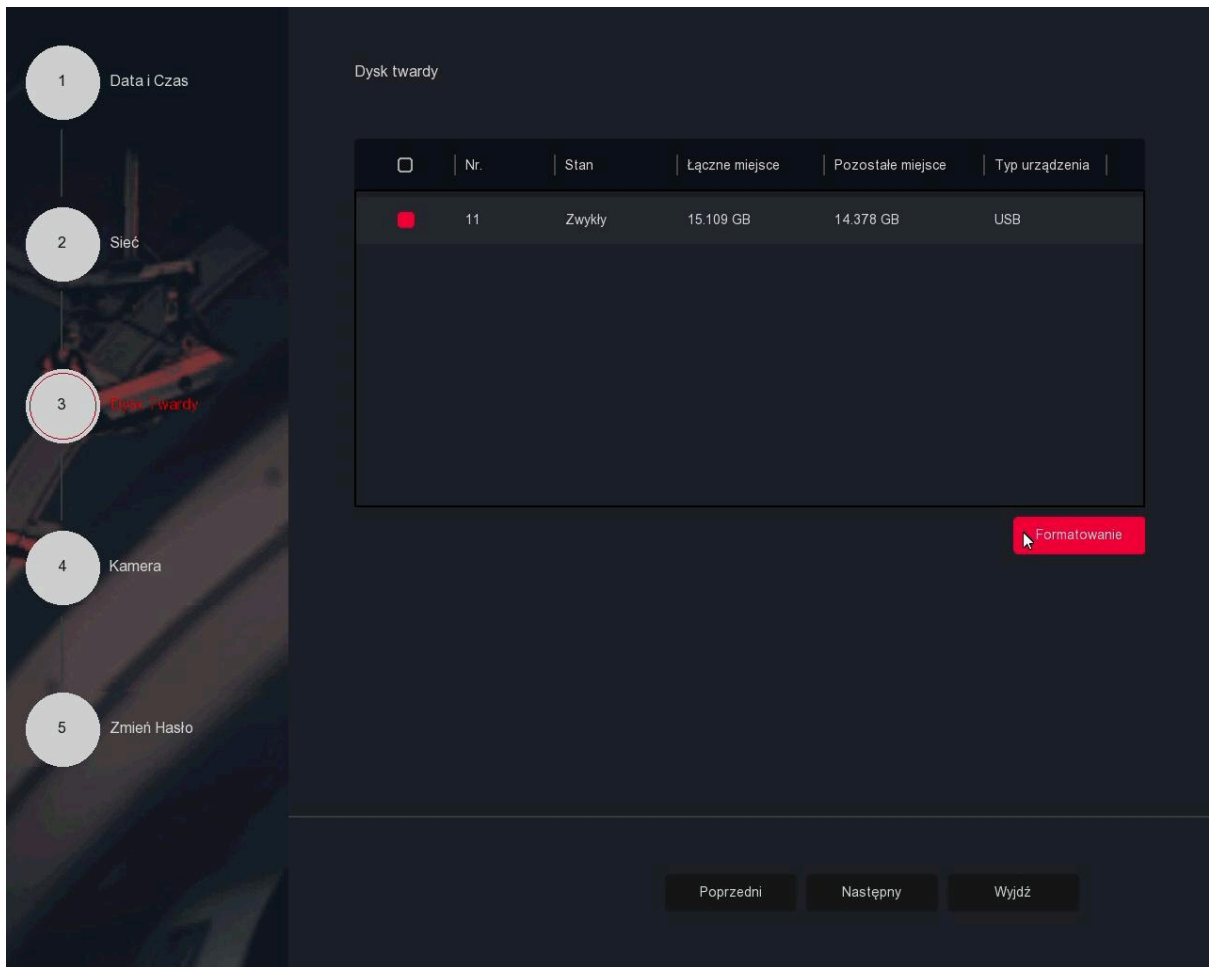 1 Data i Czas
2 Sieć
3 Dysk Twardy
4 Kamera
5 Zmień Hasło
Dysk twardy
Nr. Stan Łączne miejsce Pozostałe miejsce Typ urządzenia
11 Zwykły 15.109 GB 14.378 GB USB
Formatowanie
Poprzedni Następny Wyjdź